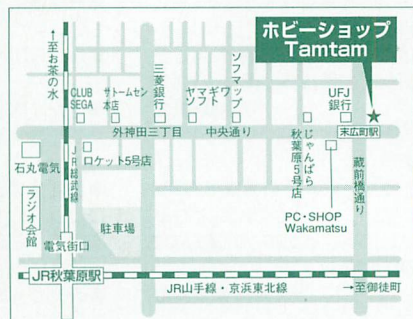 ホビーショップ
Tamtam
←至お茶の水
CLUB
SEGA
サトームセン
本店
三菱
銀行
ヤマギワ
ソフト
ソフマップ
UFJ
銀行
外神田三丁目
中央通り
末広町駅
石丸電気
JR総武線
ロケット5号店
じゃんぱら
秋葉原5号店
蔵前橋通り
ラジオ会館
駐車場
PC・SHOP
Wakamatsu
電気街口
JR秋葉原駅
JR山手線・京浜東北線
→至御徒町